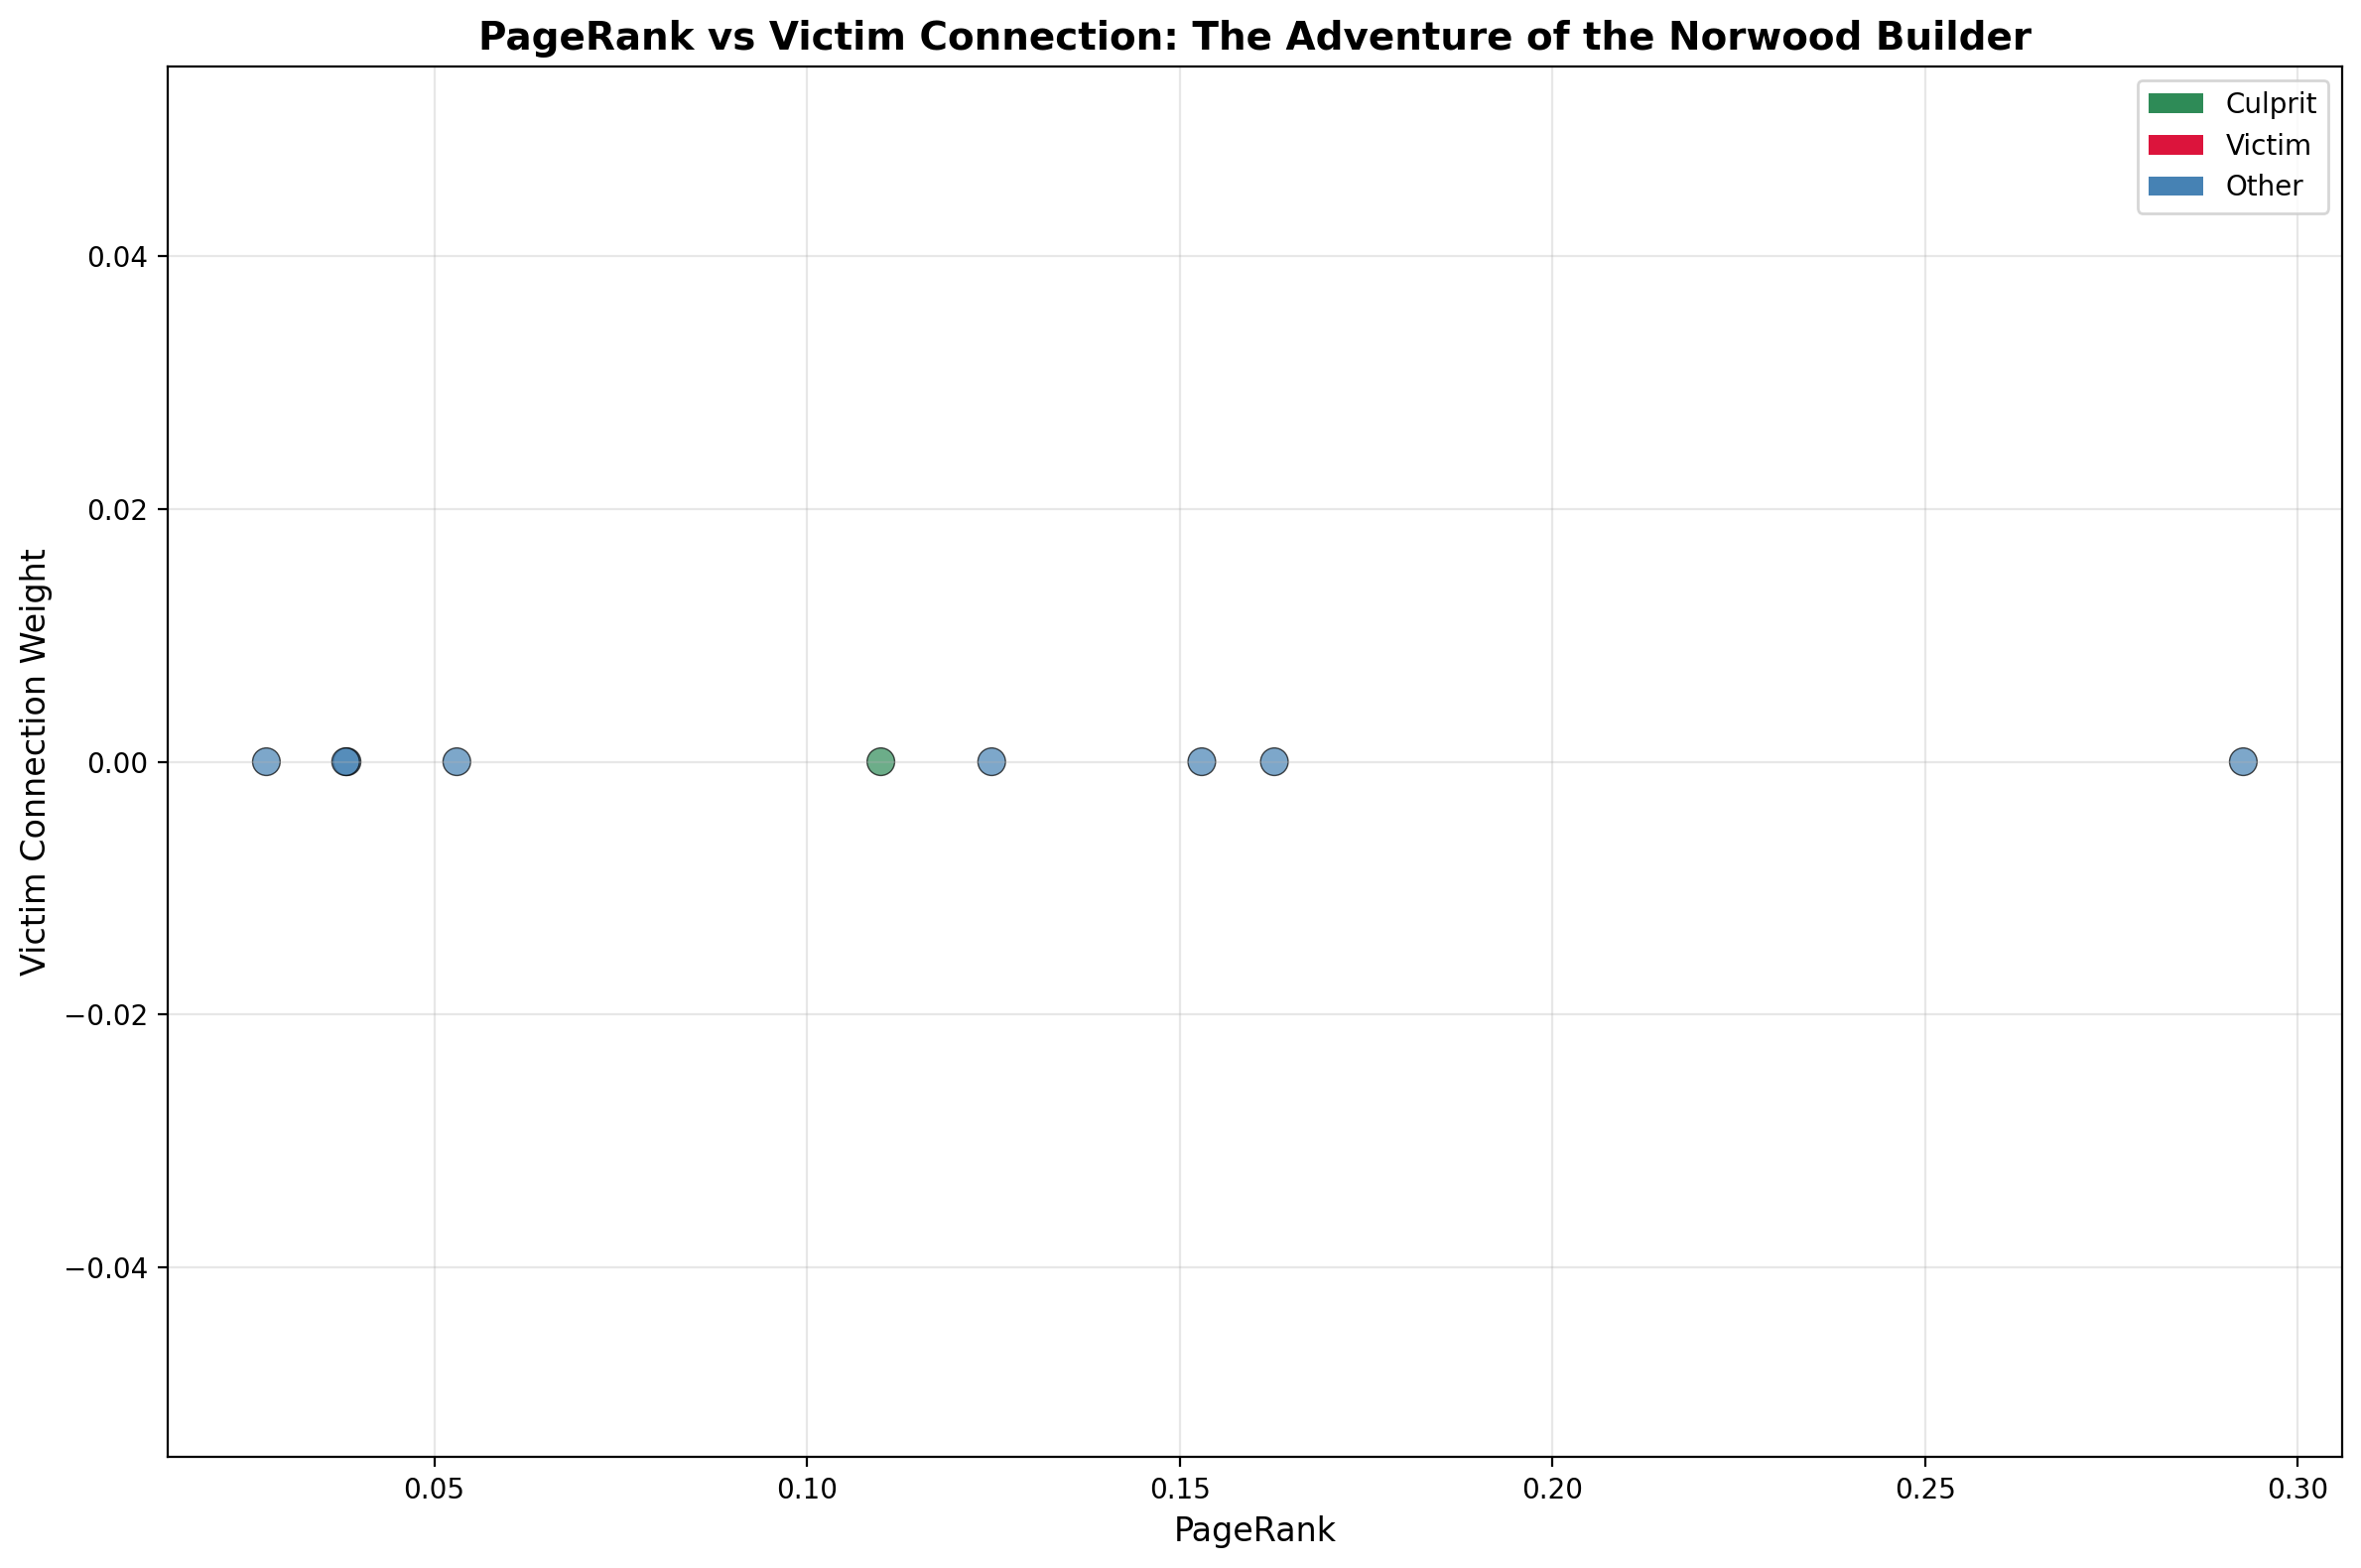 PageRank vs Victim Connection: The Adventure of the Norwood Builder
Culprit
Victim
Other
Victim Connection Weight
0.04
0.02
0.00
−0.02
−0.04
0.05
0.10
0.15
0.20
0.25
0.30
PageRank